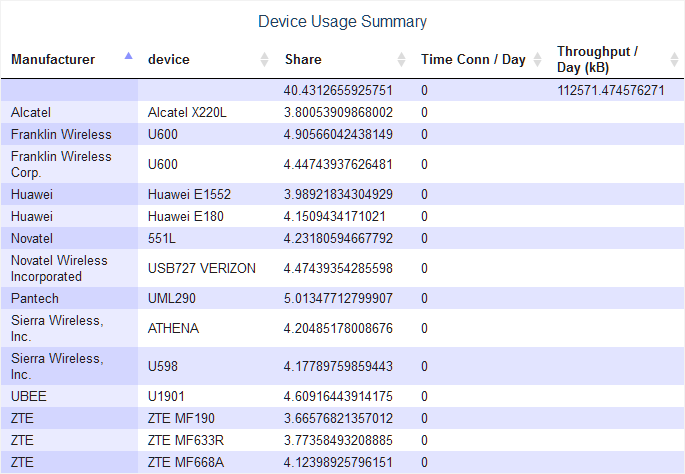 Device Usage Summary
Manufacturer device Share Time Conn / Day Throughput / Day (kB)
40.4312655925751 0 112571.474576271
Alcatel Alcatel X220L 3.80053909868002 0
Franklin Wireless U600 4.90566042438149 0
Franklin Wireless Corp. U600 4.44743937626481 0
Huawei Huawei E1552 3.98921834304929 0
Huawei Huawei E180 4.1509434171021 0
Novatel 551L 4.23180594667792 0
Novatel Wireless Incorporated USB727 VERIZON 4.47439354285598 0
Pantech UML290 5.01347712799907 0
Sierra Wireless, Inc. ATHENA 4.20485178008676 0
Sierra Wireless, Inc. U598 4.17789759859443 0
UBEE U1901 4.60916443914175 0
ZTE ZTE MF190 3.66576821357012 0
ZTE ZTE MF633R 3.77358493208885 0
ZTE ZTE MF668A 4.12398925796151 0